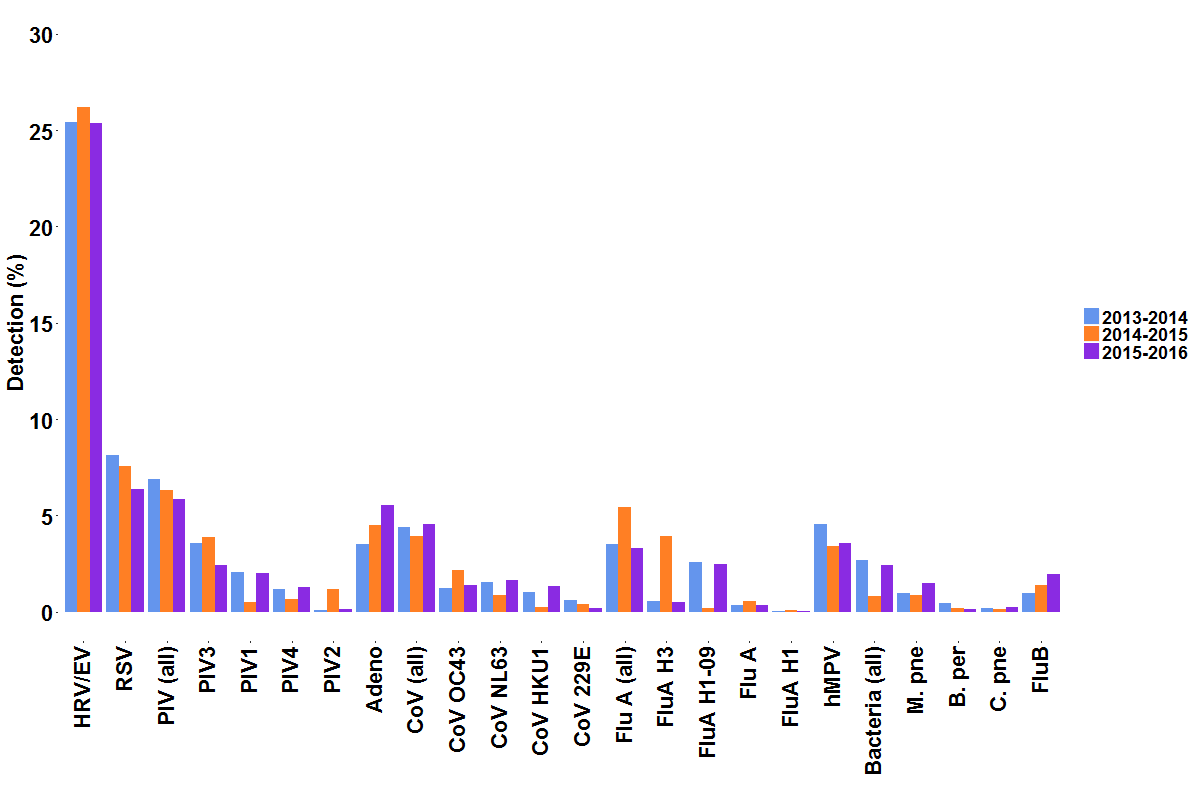 30
25
20
15
10
5
0
Detection (%)
HRV/EV
RSV
PIV (all)
PIV3
PIV1
PIV4
PIV2
Adeno
CoV (all)
CoV OC43
CoV NL63
CoV HKU1
CoV 229E
Flu A (all)
FluA H3
FluA H1-09
Flu A
FluA H1
hMPV
Bacteria (all)
M. pne
B. per
C. pne
FluB
2013-2014
2014-2015
2015-2016